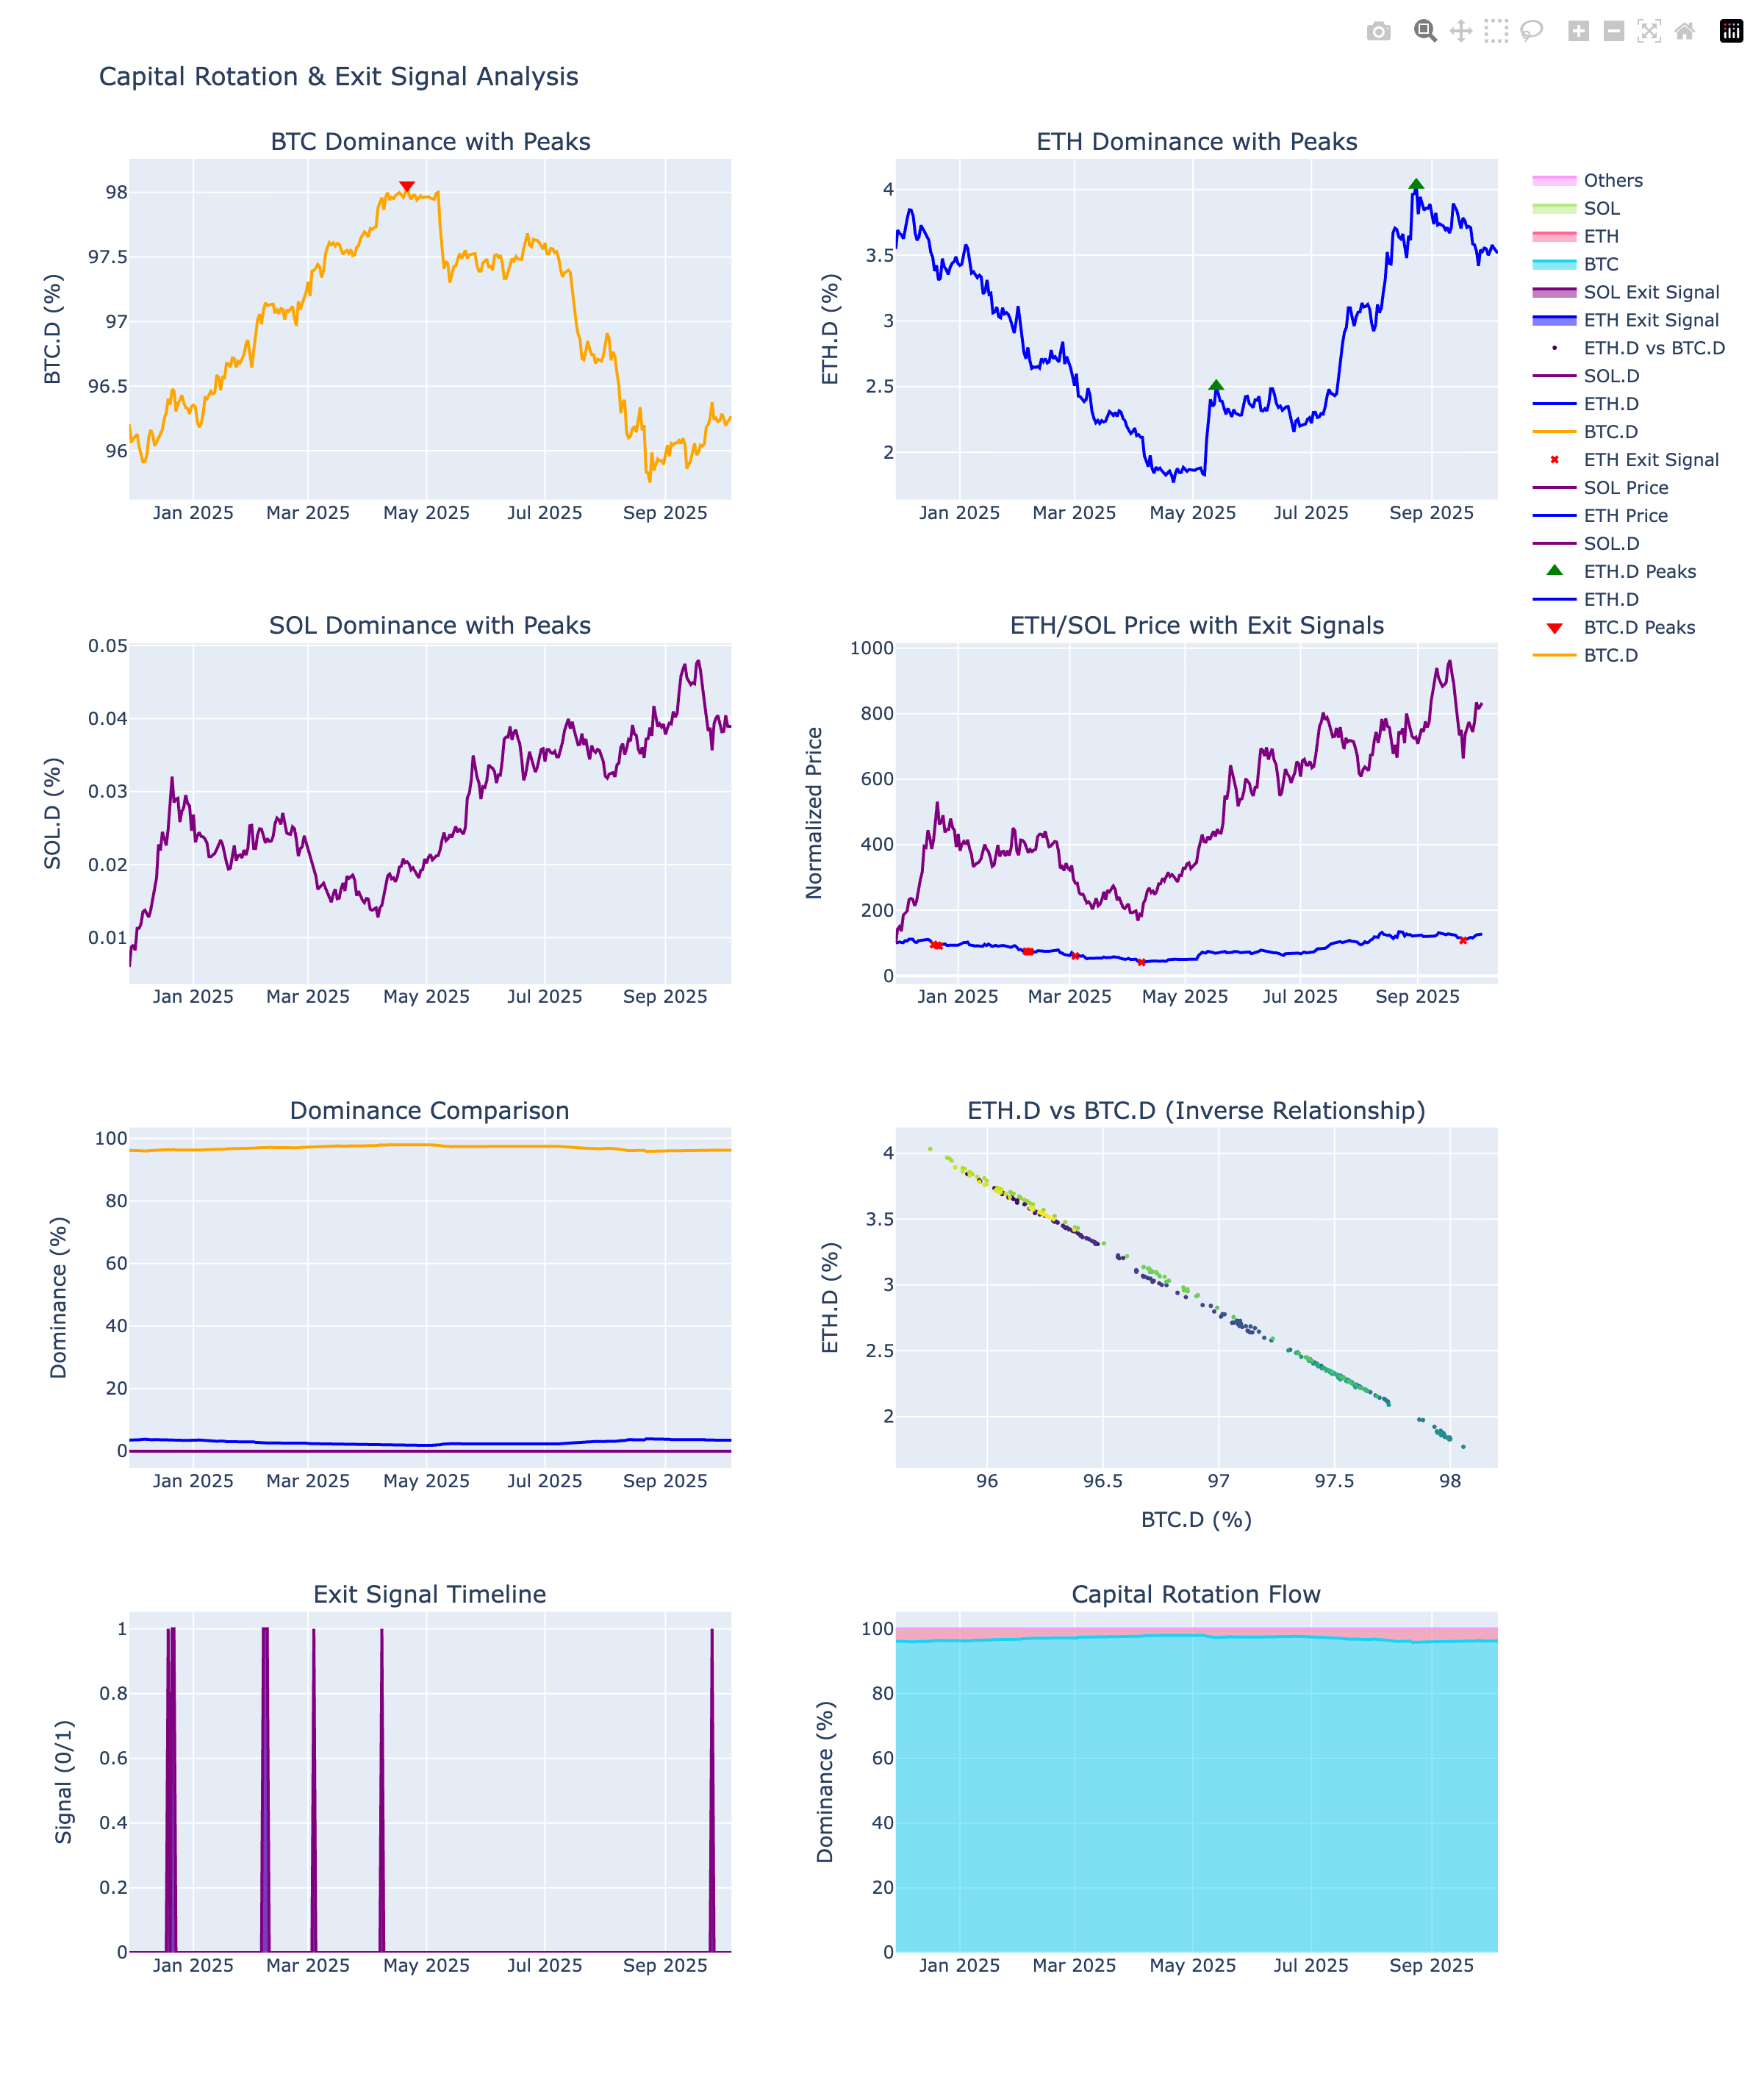 Capital Rotation & Exit Signal Analysis
BTC Dominance with Peaks
BTC.D (%)
98
97.5
97
96.5
96
Jan 2025 Mar 2025 May 2025 Jul 2025 Sep 2025
ETH Dominance with Peaks
ETH.D (%)
4
3.5
3
2.5
2
Jan 2025 Mar 2025 May 2025 Jul 2025 Sep 2025
Others
SOL
ETH
BTC
SOL Exit Signal
ETH Exit Signal
ETH.D vs BTC.D
SOL.D
ETH.D
BTC.D
ETH Exit Signal
SOL Price
ETH Price
SOL.D
ETH.D Peaks
ETH.D
BTC.D Peaks
BTC.D
SOL Dominance with Peaks
SOL.D (%)
0.05
0.04
0.03
0.02
0.01
Jan 2025 Mar 2025 May 2025 Jul 2025 Sep 2025
ETH/SOL Price with Exit Signals
Normalized Price
1000
800
600
400
200
0
Jan 2025 Mar 2025 May 2025 Jul 2025 Sep 2025
Dominance Comparison
Dominance (%)
100
80
60
40
20
0
Jan 2025 Mar 2025 May 2025 Jul 2025 Sep 2025
ETH.D vs BTC.D (Inverse Relationship)
ETH.D (%)
4
3.5
3
2.5
2
96 96.5 97 97.5 98
BTC.D (%)
Exit Signal Timeline
Signal (0/1)
1
0.8
0.6
0.4
0.2
0
Jan 2025 Mar 2025 May 2025 Jul 2025 Sep 2025
Capital Rotation Flow
Dominance (%)
100
80
60
40
20
0
Jan 2025 Mar 2025 May 2025 Jul 2025 Sep 2025